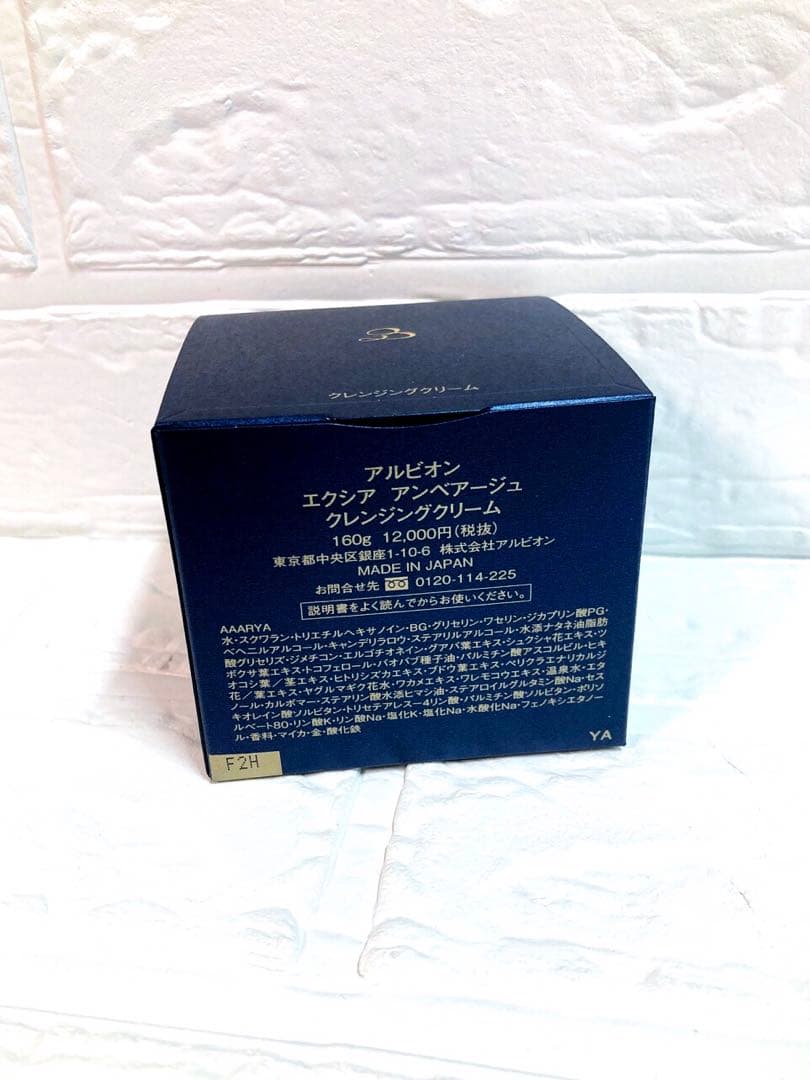 クレンジングクリーム
アルビオン
エクシア アンベアージュ
クレンジングクリーム
160g 12,000円(税抜)
東京都中央区銀座1-10-6 株式会社アルビオン
MADE IN JAPAN
お問合せ先 0120-114-225
説明書をよく読んでからお使いください。
AAARYA
水・スクワラン・トリエチルヘキサノイン・BG・グリセリン・ワセリン・ジカプリン酸PG・
ベヘニルアルコール・キャンデリラロウ・ステアリルアルコール・水添ナタネ油脂肪
酸グリセリズ・ジメチコン・エルゴチオネイン・グアバ葉エキス・シュクシャ花エキス・ツ
ボクサ葉エキス・トコフェロール・バオバブ種子油・パルミチン酸アスコルビル・ヒキ
オコシ葉/茎エキス・ヒトリシズカエキス・ブドウ葉エキス・ペリクラエナリカルジ
花/葉エキス・ヤグルマギク花水・ワカメエキス・ワレモコウエキス・温泉水・エタ
ノール・カルボマー・ステアリン酸水添ヒマシ油・ステアロイルグルタミン酸Na・セス
キオレイン酸ソルビタン・トリセテアレス-4リン酸・パルミチン酸ソルビタン・ポリソ
ルベート80・リン酸K・リン酸Na・塩化K・塩化Na・水酸化Na・フェノキシエタノー
ル・香料・マイカ・金・酸化鉄
YA
F2H